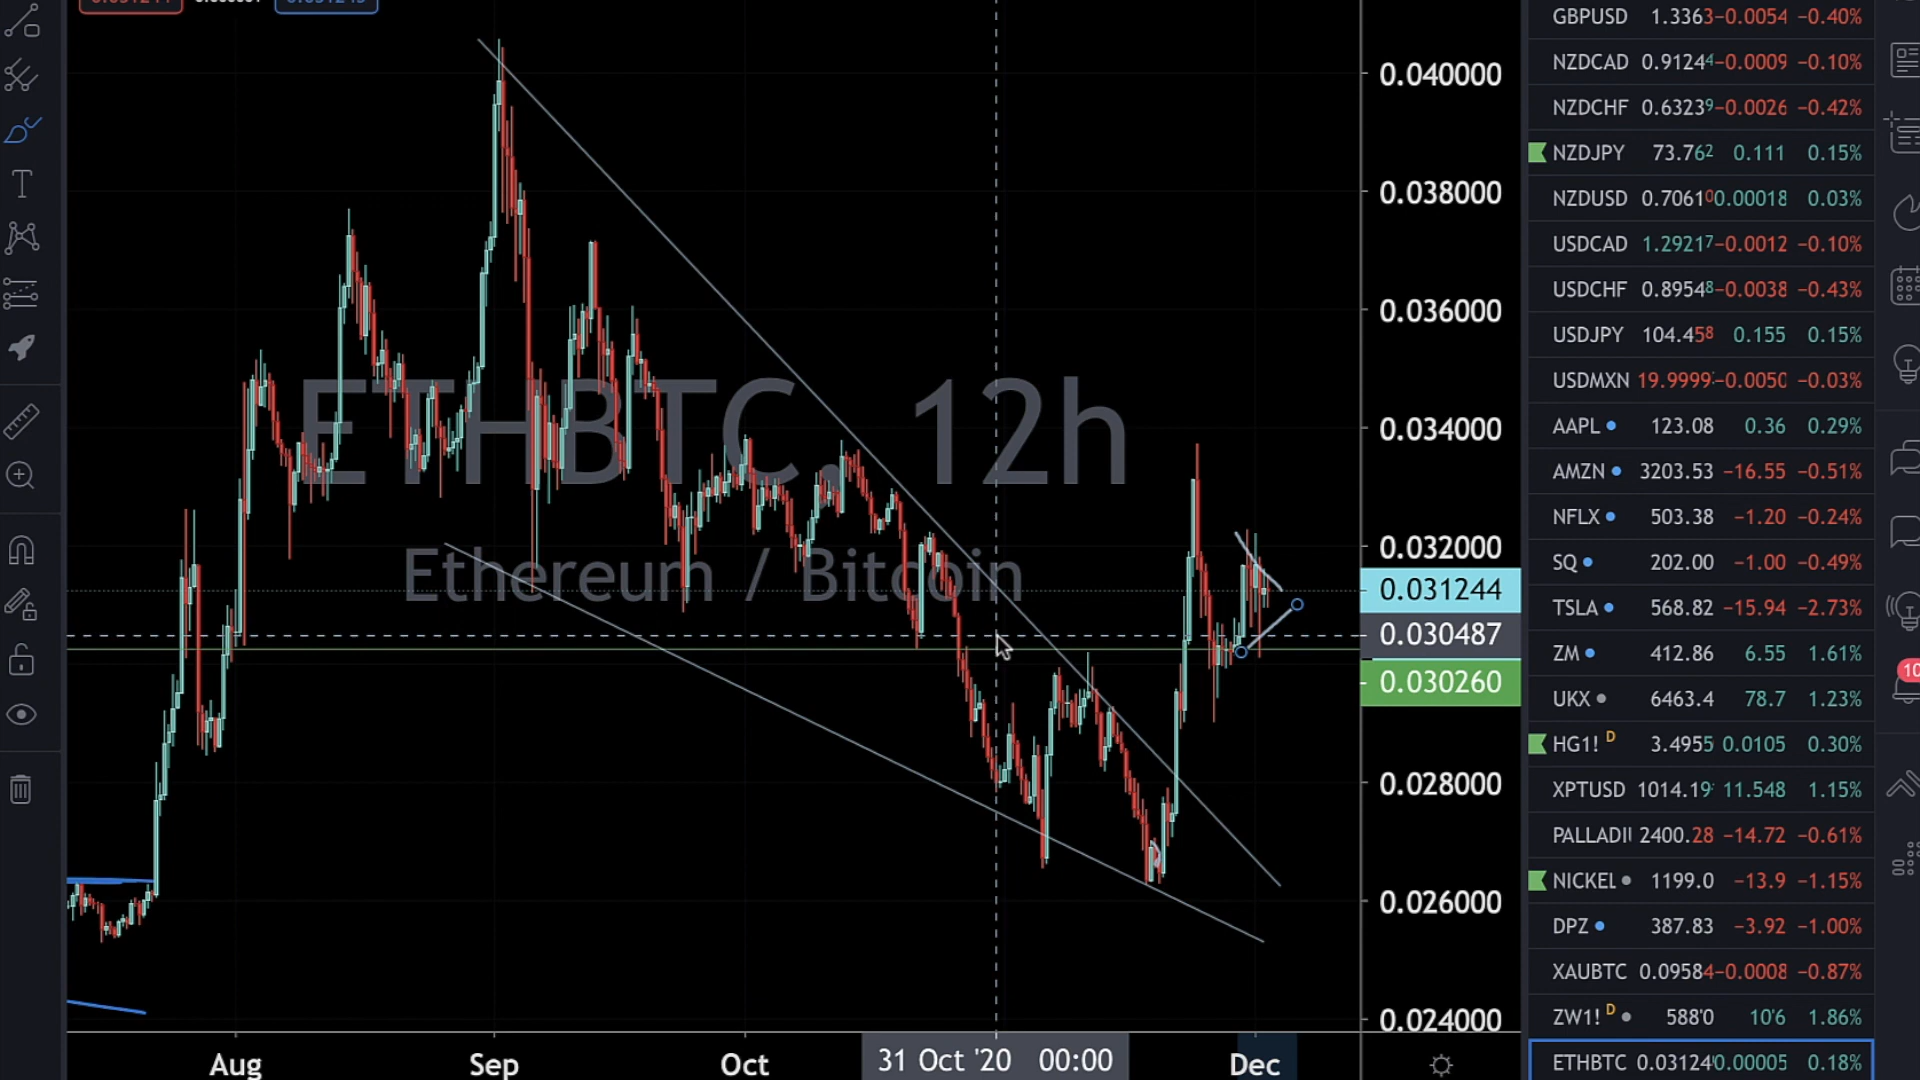 GBPUSD 1.3363 −0.0054 −0.40%
NZDCAD 0.91244 −0.0009 −0.10%
NZDCHF 0.63239 −0.0026 −0.42%
NZDJPY 73.762 0.111 0.15%
NZDUSD 0.70610 0.00018 0.03%
USDCAD 1.29217 −0.0012 −0.10%
USDCHF 0.89548 −0.0038 −0.43%
USDJPY 104.458 0.155 0.15%
USDMXN 19.9999 −0.0050 −0.03%
AAPL 123.08 0.36 0.29%
AMZN 3203.53 −16.55 −0.51%
NFLX 503.38 −1.20 −0.24%
SQ 202.00 −1.00 −0.49%
TSLA 568.82 −15.94 −2.73%
ZM 412.86 6.55 1.61%
UKX 6463.4 78.7 1.23%
HG1! D 3.4955 0.0105 0.30%
XPTUSD 1014.19 11.548 1.15%
2400.28 −14.72 −0.61%
NICKEL 1199.0 −13.9 −1.15%
DPZ 387.83 −3.92 −1.00%
XAUBTC 0.09584 −0.0008 −0.87%
ZW1! D 588'0 10'6 1.86%
ETHBTC 0.03124 0.00005 0.18%
ETHBTC, 12h
Ethereum / Bitcoin
0.040000
0.038000
0.036000
0.034000
0.032000
0.031244
0.030487
0.030260
0.028000
0.026000
0.024000
Aug Sep Oct 31 Oct '20 00:00 Dec
10